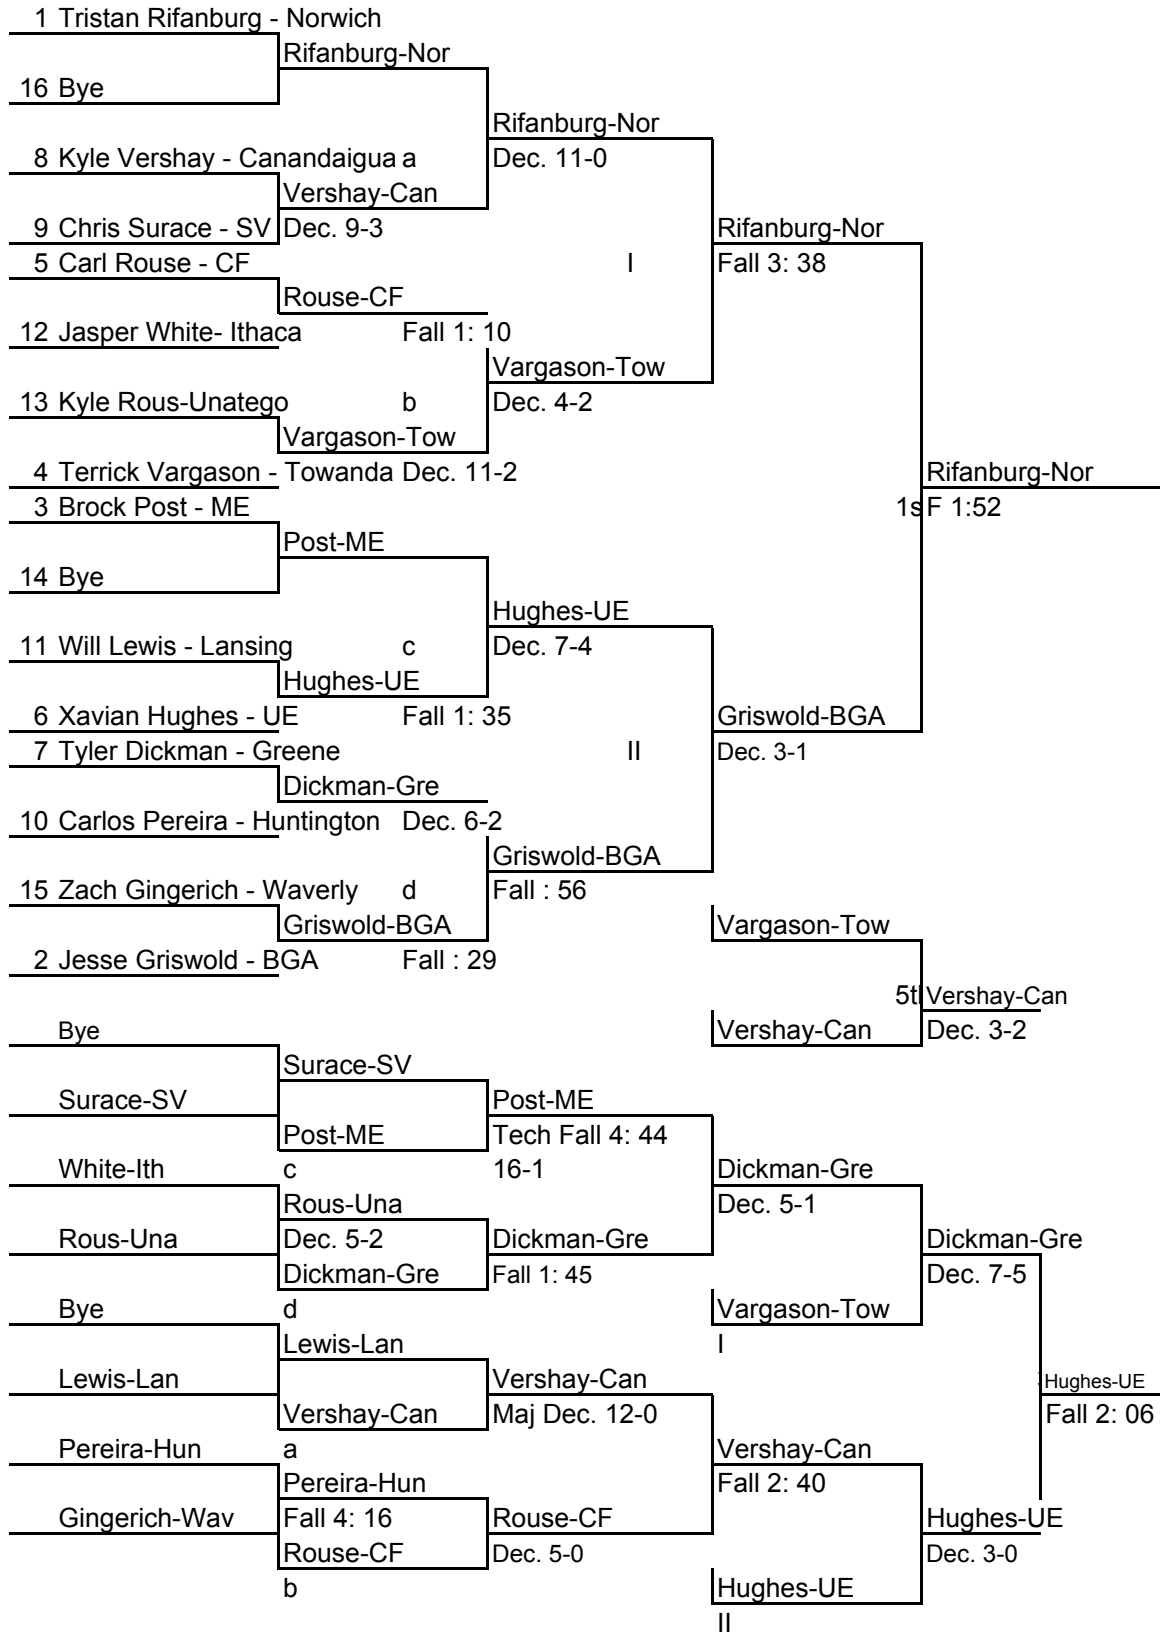 1 Tristan Rifanburg - Norwich
Rifanburg-Nor
16 Bye
Rifanburg-Nor
8 Kyle Vershay - Canandaigua a Dec. 11-0
Vershay-Can
9 Chris Surace - SV Dec. 9-3 Rifanburg-Nor
5 Carl Rouse - CF I Fall 3: 38
Rouse-CF
12 Jasper White- Ithaca Fall 1: 10
Vargason-Tow
13 Kyle Rous-Unatego b Dec. 4-2
Vargason-Tow
4 Terrick Vargason - Towanda Dec. 11-2 Rifanburg-Nor
3 Brock Post - ME 1s F 1:52
Post-ME
14 Bye
Hughes-UE
11 Will Lewis - Lansing c Dec. 7-4
Hughes-UE
6 Xavian Hughes - UE Fall 1: 35 Griswold-BGA
7 Tyler Dickman - Greene II Dec. 3-1
Dickman-Gre
10 Carlos Pereira - Huntington Dec. 6-2
Griswold-BGA
15 Zach Gingerich - Waverly d Fall : 56
Griswold-BGA Vargason-Tow
2 Jesse Griswold - BGA Fall : 29
Vershay-Can
Bye Vershay-Can Dec. 3-2
Surace-SV
Surace-SV Post-ME
Post-ME Tech Fall 4: 44
White-Ith c 16-1 Dickman-Gre
Rous-Una Dec. 5-1
Rous-Una Dec. 5-2 Dickman-Gre Dickman-Gre
Dickman-Gre Fall 1: 45 Dec. 7-5
Bye d Vargason-Tow
Lewis-Lan I
Lewis-Lan Vershay-Can Hughes-UE
Vershay-Can Maj Dec. 12-0 Fall 2: 06
Pereira-Hun a Vershay-Can
Pereira-Hun Fall 2: 40
Gingerich-Wav Fall 4: 16 Rouse-CF Hughes-UE
Rouse-CF Dec. 5-0 Dec. 3-0
b Hughes-UE
II